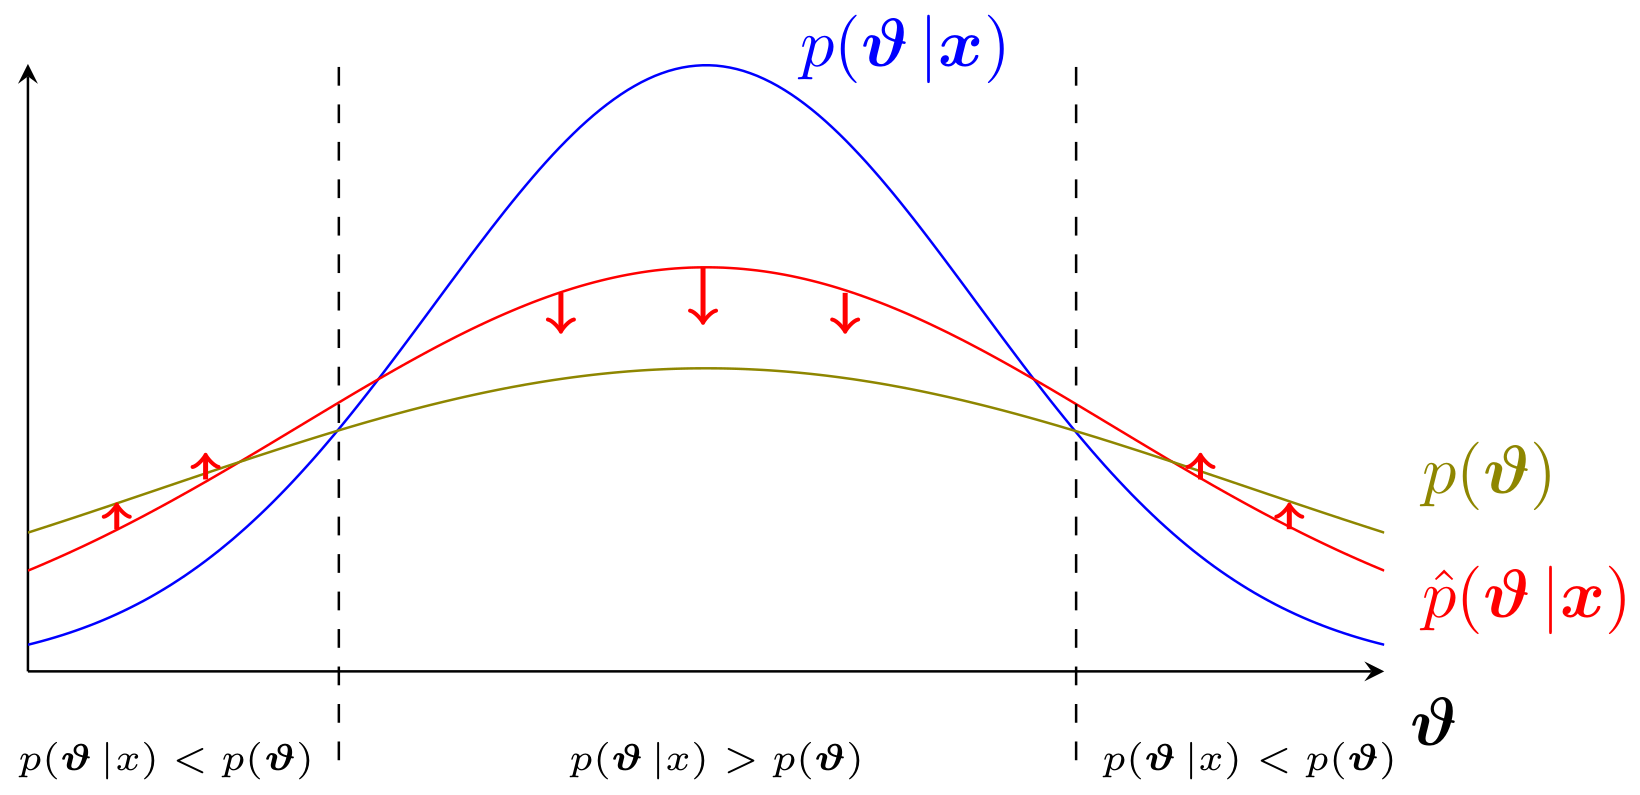 p(𝝑 | 𝒙)
p(𝝑)
p̂(𝝑 | 𝒙)
𝝑
p(𝝑 | x) < p(𝝑)
p(𝝑 | x) > p(𝝑)
p(𝝑 | x) < p(𝝑)